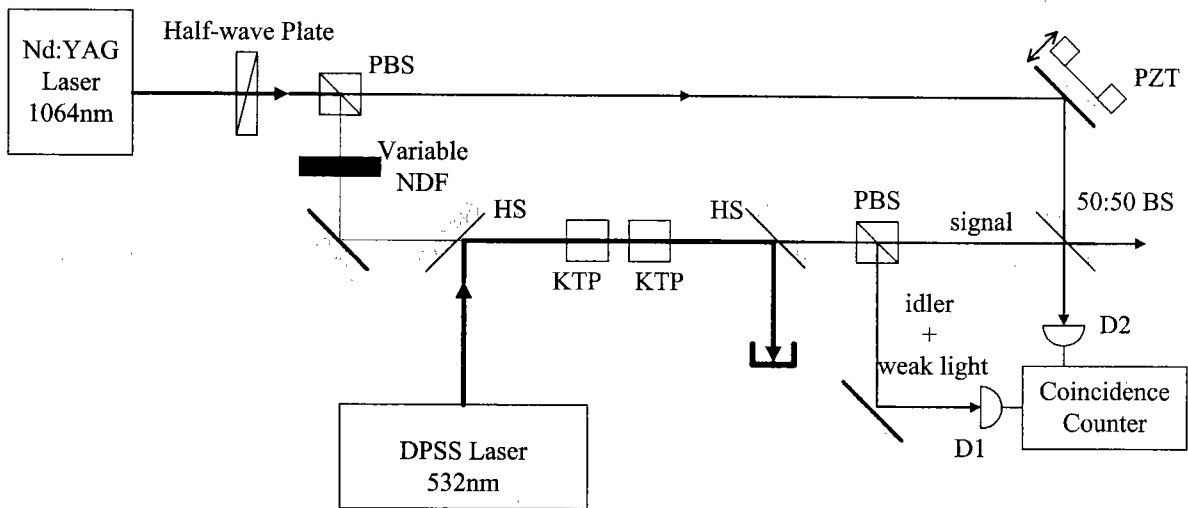 Nd:YAG
Laser
1064nm
Half-wave Plate
PBS
PZT
Variable
NDF
HS
KTP
KTP
HS
PBS
signal
50:50 BS
idler
+
weak light
D2
D1
Coincidence
Counter
DPSS Laser
532nm